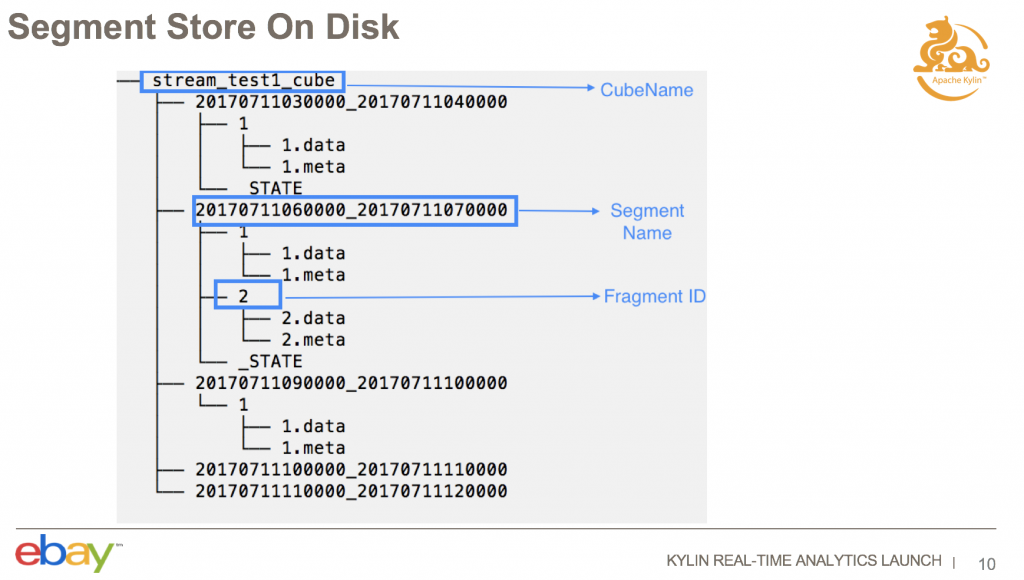 Segment Store On Disk
Apache Kylin™
stream_test1_cube
CubeName
20170711030000_20170711040000
1
1.data
1.meta
_STATE
20170711060000_20170711070000
Segment
Name
1
1.data
1.meta
2
Fragment ID
2.data
2.meta
_STATE
20170711090000_20170711100000
1
1.data
1.meta
20170711100000_20170711110000
20170711110000_20170711120000
ebay™
KYLIN REAL-TIME ANALYTICS LAUNCH | 10